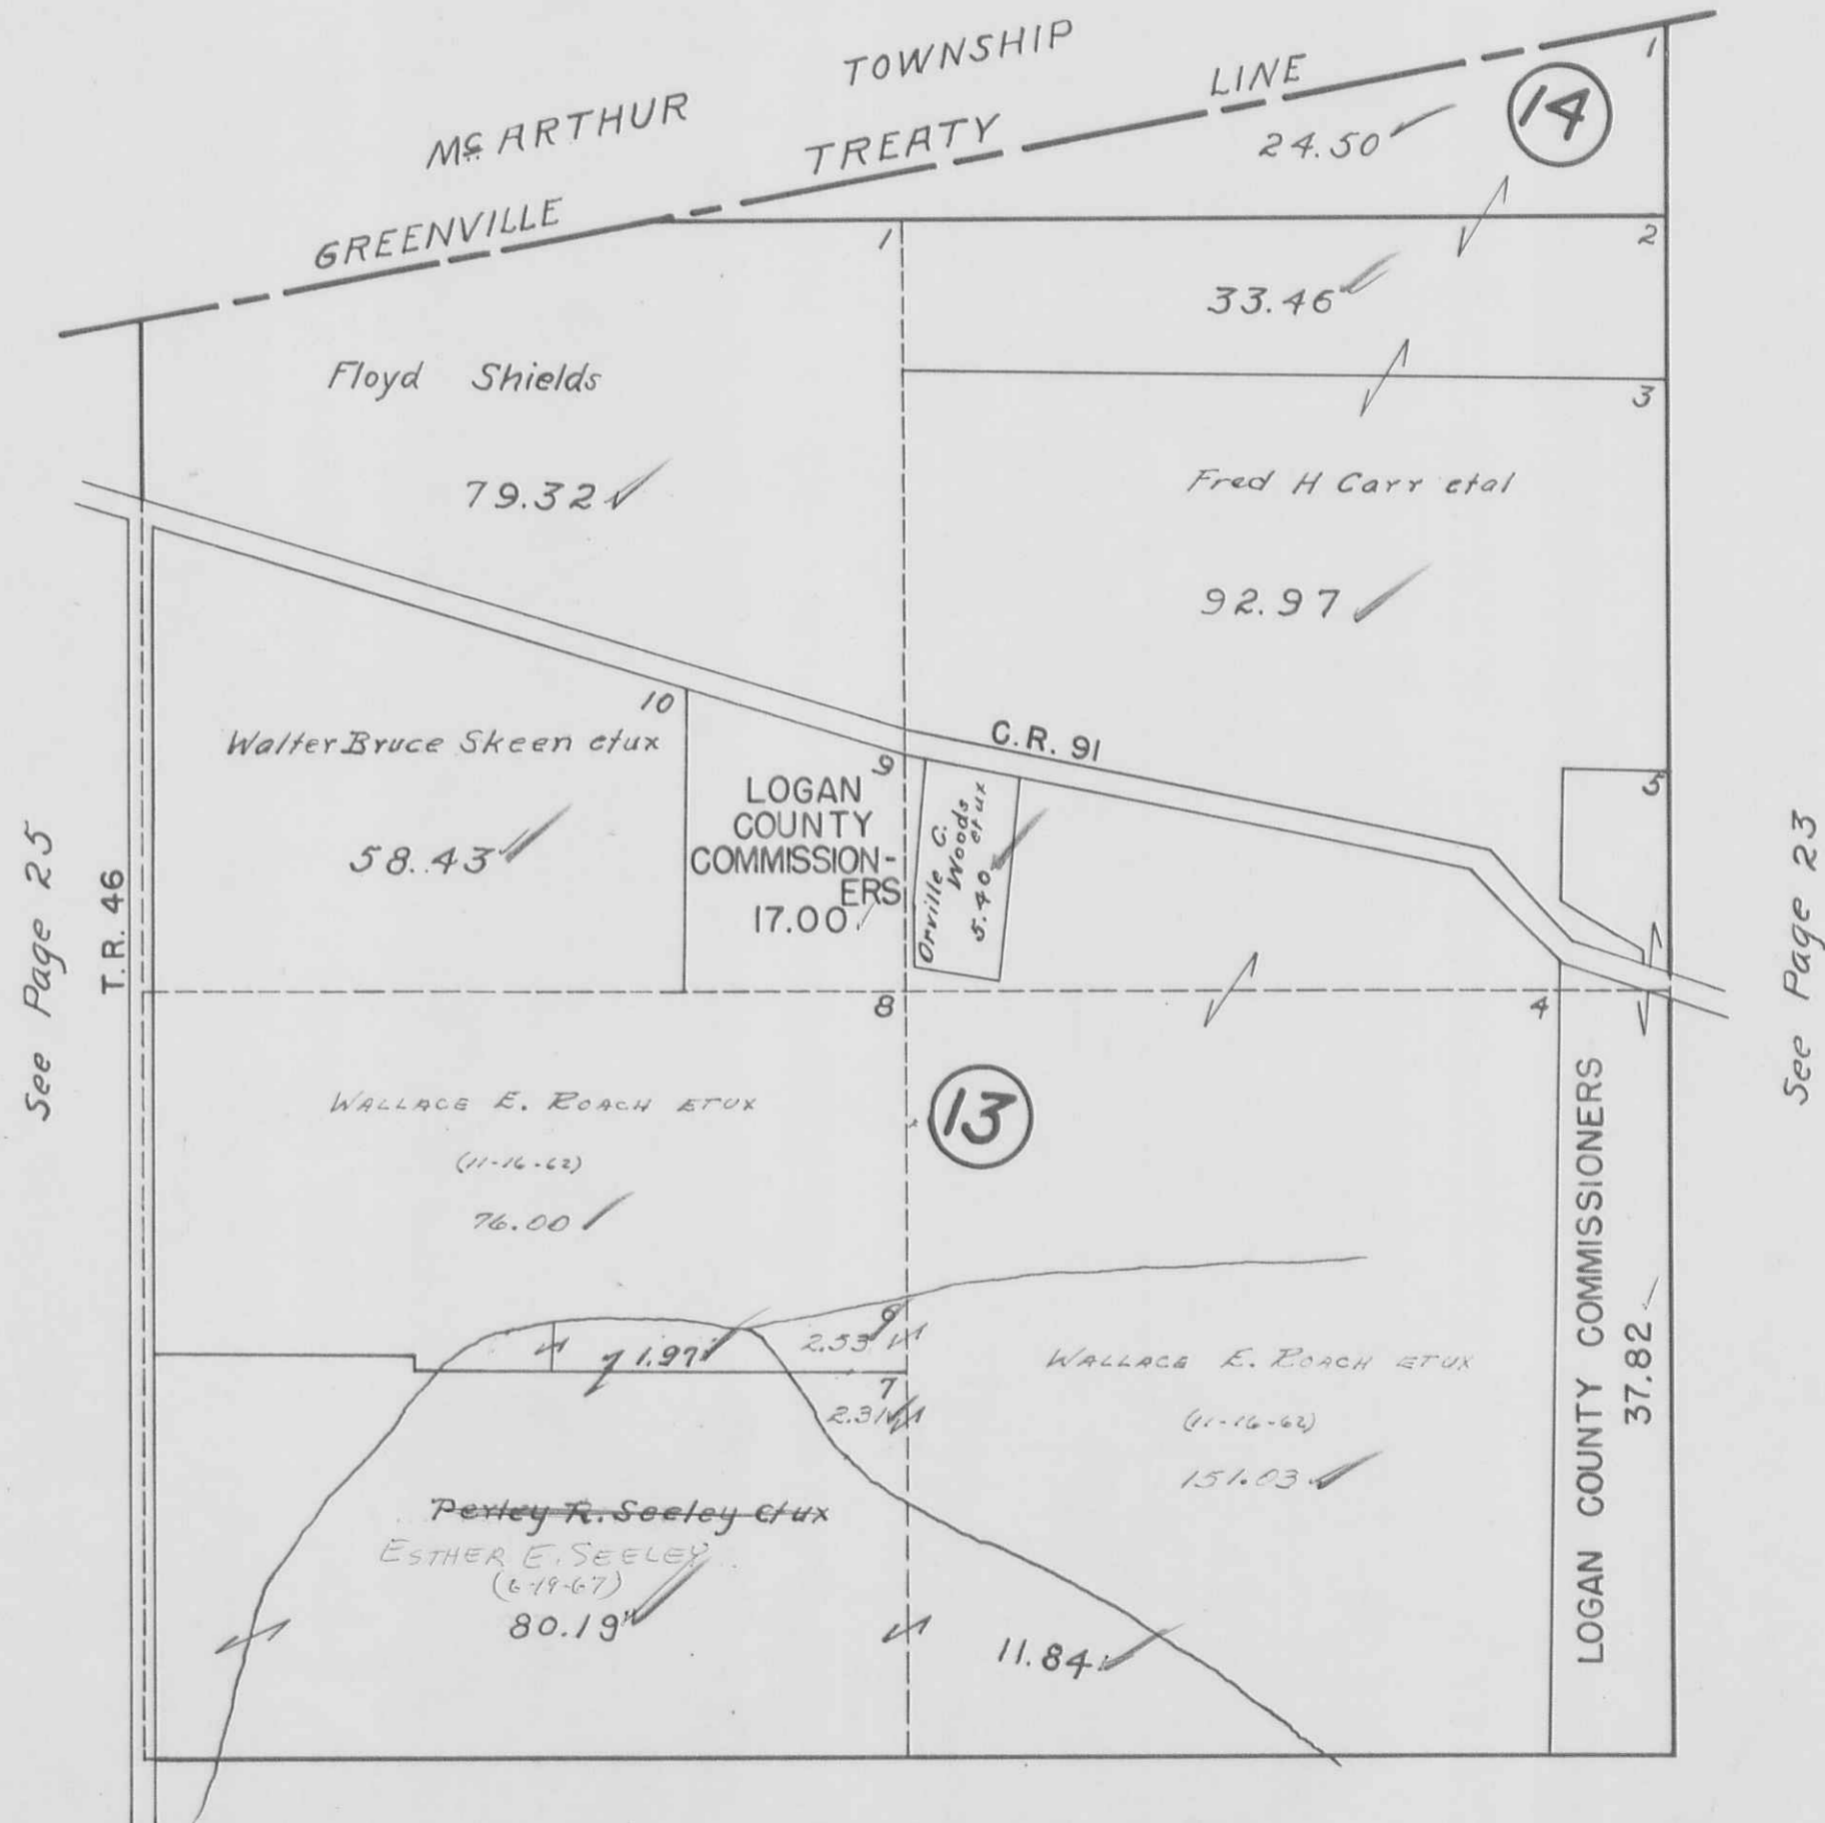 McARTHUR TOWNSHIP
GREENVILLE TREATY LINE
1
14
24.50
1
2
33.46
Floyd Shields
79.32
3
Fred H Carr etal
92.97
10
Walter Bruce Skeen etux
58.43
9
LOGAN
COUNTY
COMMISSION-
ERS
17.00
C.R. 91
Orville C.
Woods
et ux
5.40
5
See Page 25
T.R. 46
See Page 23
8
4
WALLACE E. ROACH ETUX
(11-16-62)
76.00
13
6
2.53
1.97
7
2.31
WALLACE E. ROACH ETUX
(11-16-62)
151.03
LOGAN COUNTY COMMISSIONERS
37.82
Perley R. Seeley etux
ESTHER E. SEELEY
(6-19-67)
80.19
11.84